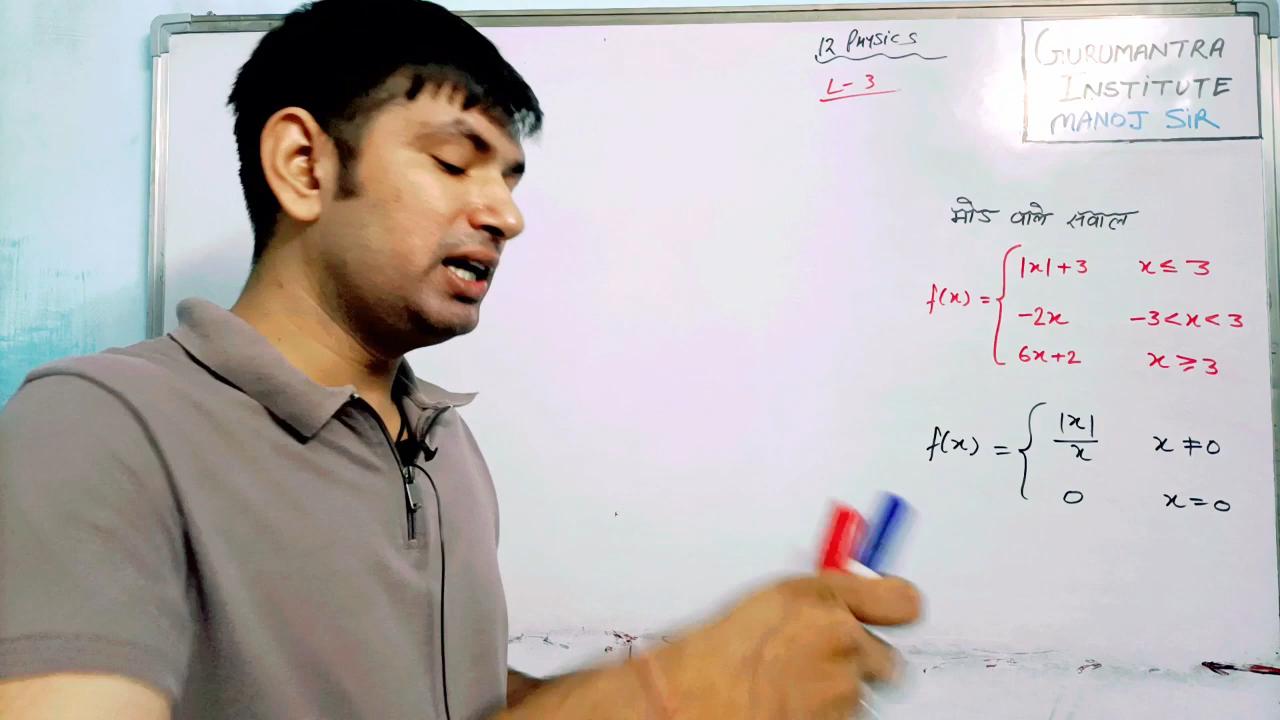 12 PHYSICS
L-3
GURUMANTRA
INSTITUTE
MANOJ SIR
मोड वाले सवाल
f(x) = { |x|+3 x ≤ 3
-2x -3<x<3
6x+2 x ≥ 3
f(x) = { |x|/x x ≠ 0
0 x=0